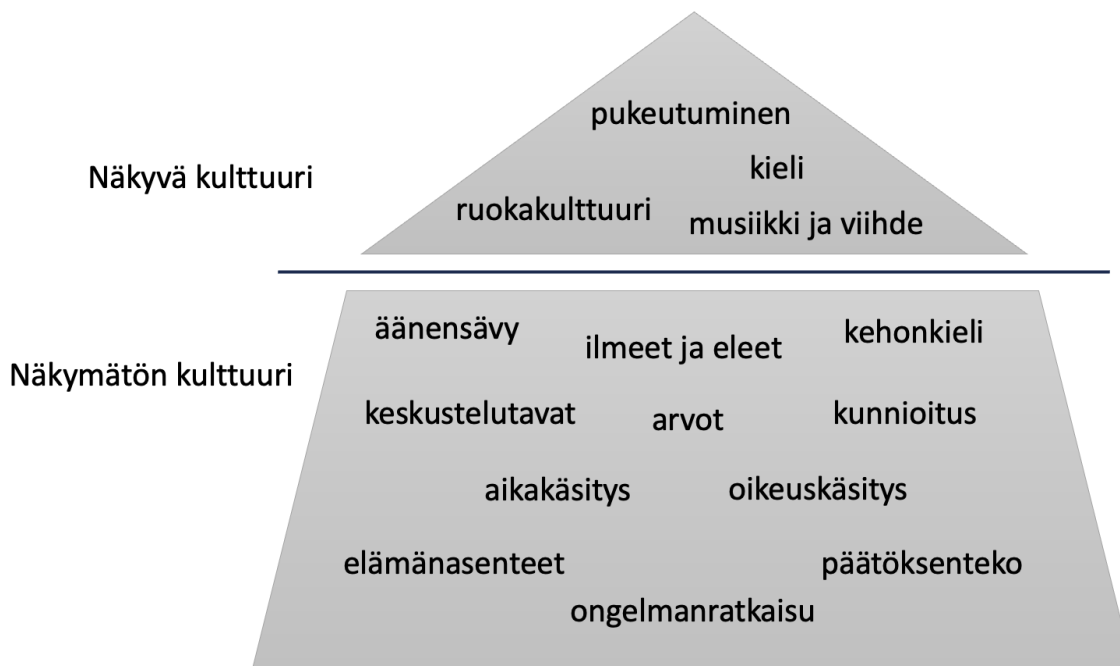 pukeutuminen
Näkyvä kulttuuri
kieli
ruokakulttuuri
musiikki ja viihde
äänensävy
ilmeet ja eleet
kehonkieli
Näkymätön kulttuuri
keskustelutavat
arvot
kunnioitus
aikakäsitys
oikeuskäsitys
elämänasenteet
päätöksenteko
ongelmanratkaisu